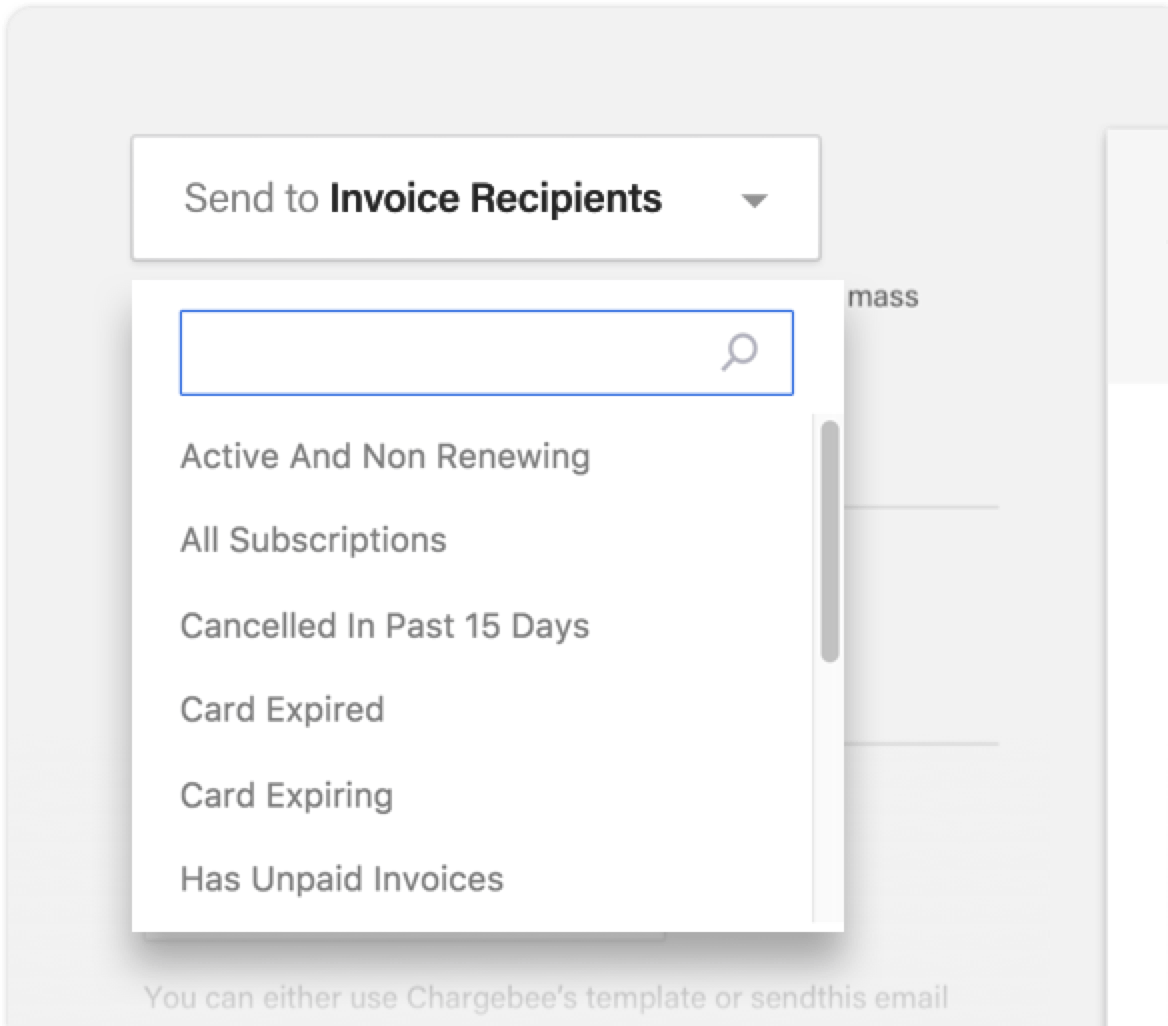 Send to Invoice Recipients
mass
Active And Non Renewing
All Subscriptions
Cancelled In Past 15 Days
Card Expired
Card Expiring
Has Unpaid Invoices
You can either use Chargebee's template or sendthis email